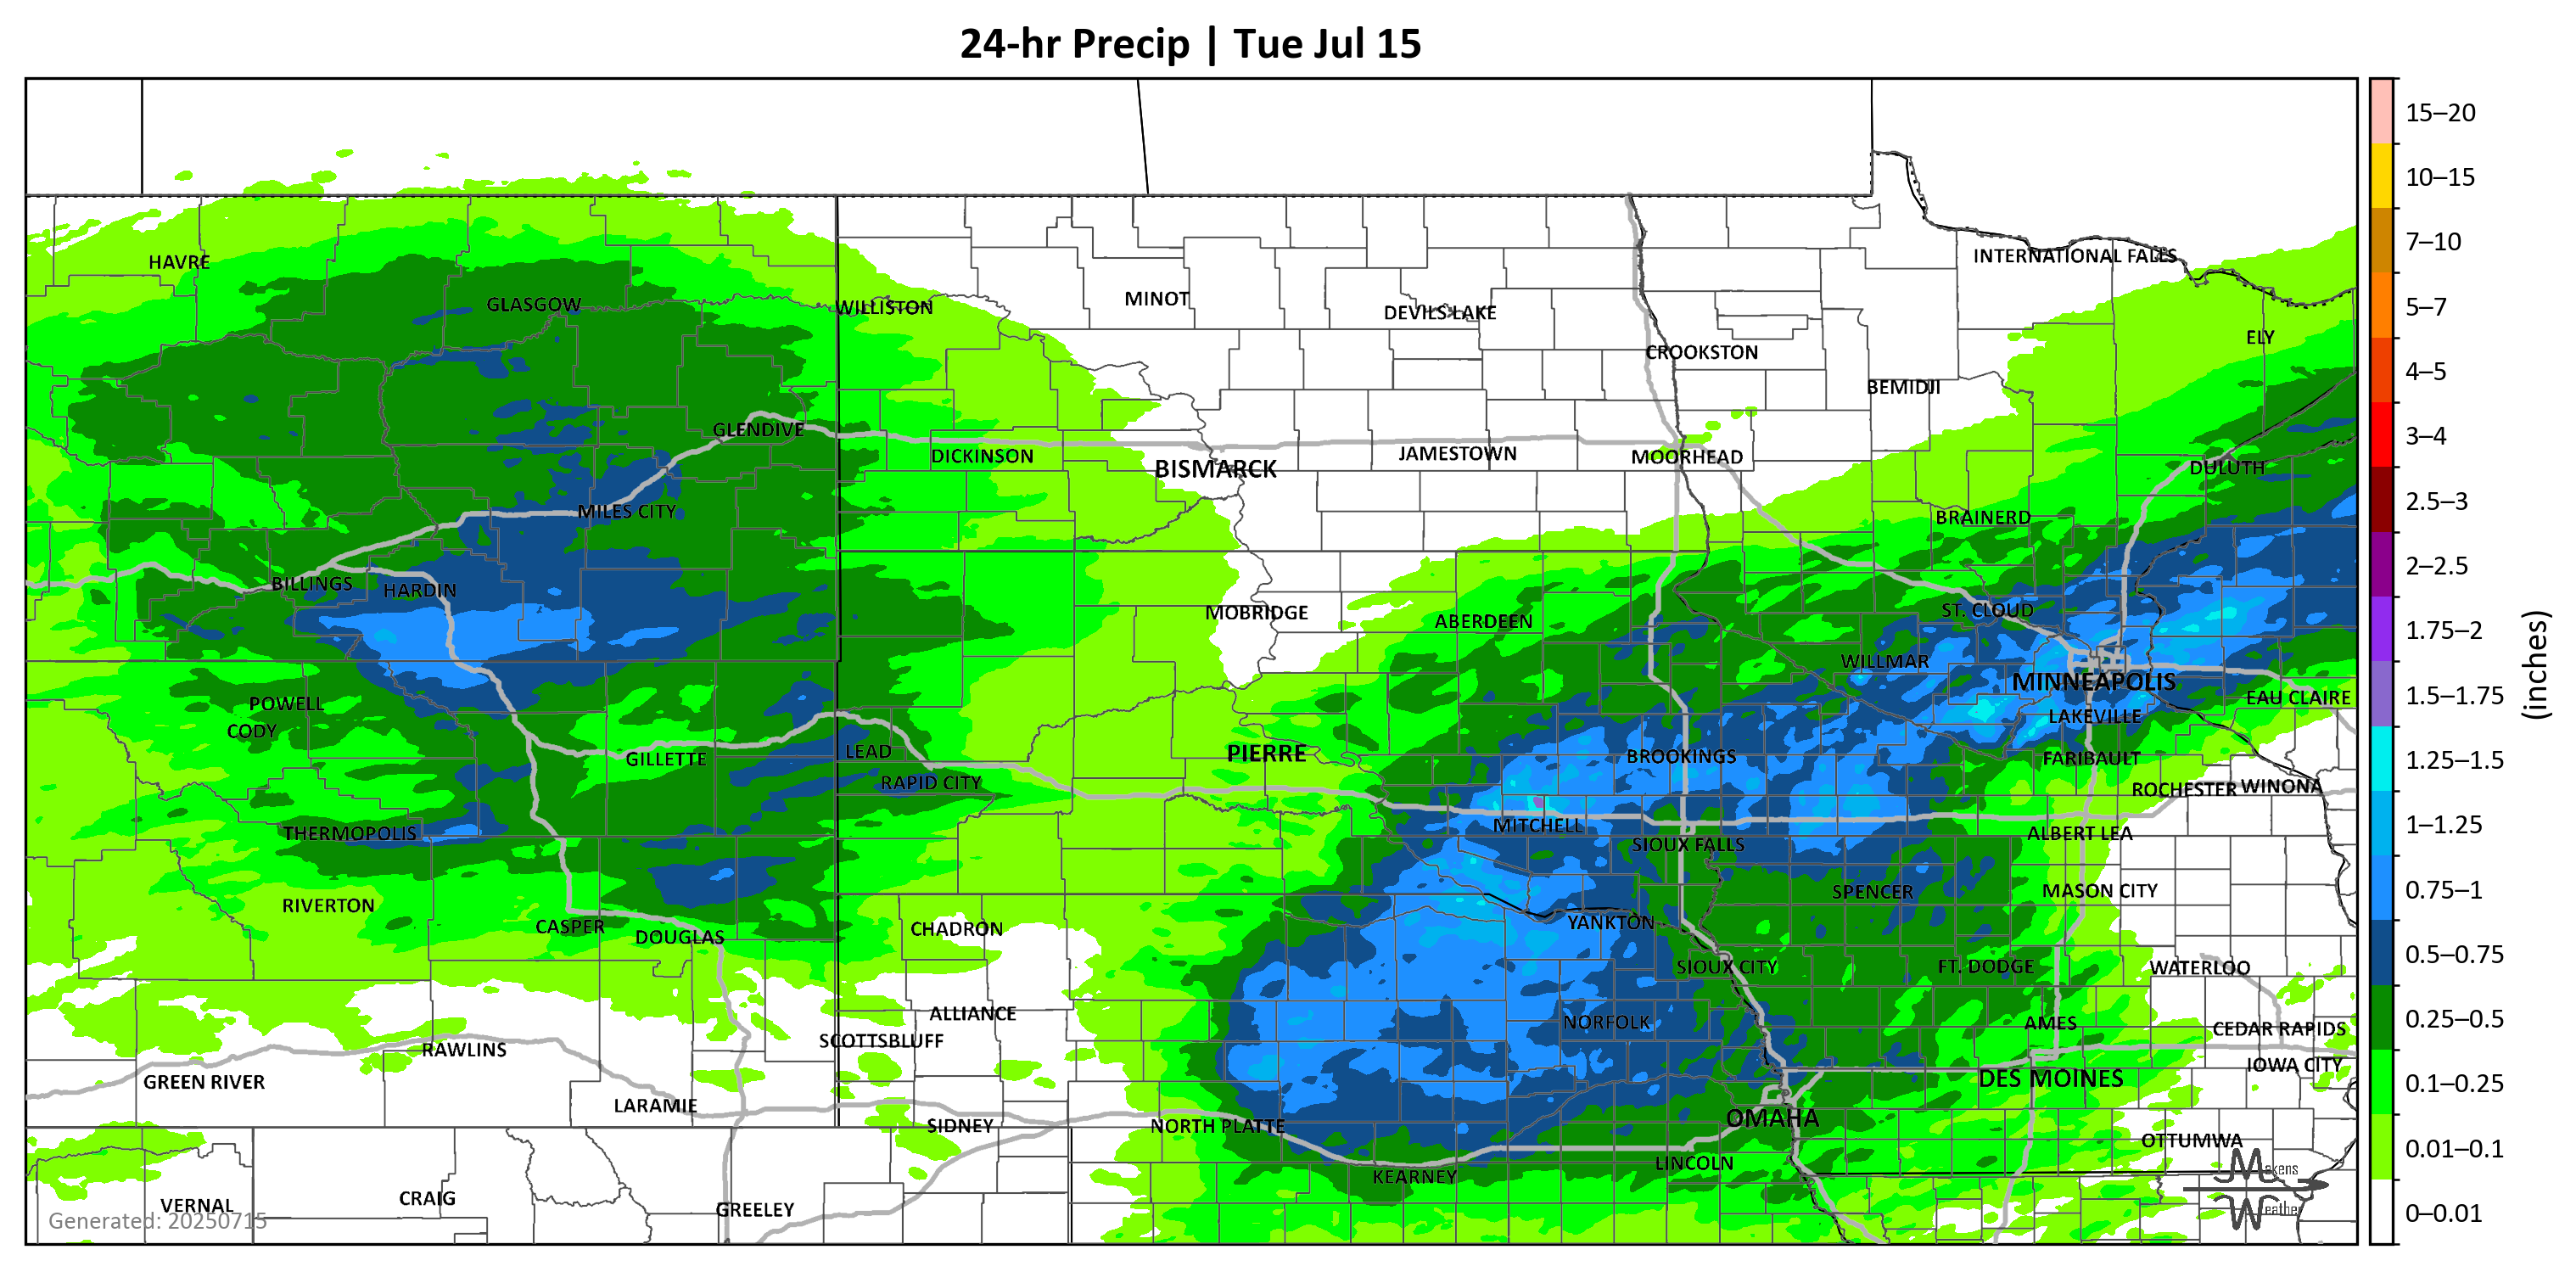 24-hr Precip | Tue Jul 15
15–20
10–15
7–10
5–7
4–5
3–4
2.5–3
2–2.5
1.75–2
1.5–1.75
1.25–1.5
1–1.25
0.75–1
0.5–0.75
0.25–0.5
0.1–0.25
0.01–0.1
0–0.01
(inches)
HAVRE
INTERNATIONAL FALLS
GLASGOW
WILLISTON
MINOT
DEVILS LAKE
ELY
CROOKSTON
BEMIDJI
GLENDIVE
DICKINSON
BISMARCK
JAMESTOWN
MOORHEAD
DULUTH
MILES CITY
BRAINERD
BILLINGS
HARDIN
MOBRIDGE
ABERDEEN
ST. CLOUD
WILLMAR
MINNEAPOLIS
POWELL
EAU CLAIRE
CODY
LAKEVILLE
GILLETTE
LEAD
PIERRE
BROOKINGS
FARIBAULT
RAPID CITY
ROCHESTER
WINONA
THERMOPOLIS
MITCHELL
ALBERT LEA
SIOUX FALLS
RIVERTON
SPENCER
MASON CITY
CASPER
DOUGLAS
CHADRON
YANKTON
SIOUX CITY
FT. DODGE
WATERLOO
ALLIANCE
NORFOLK
AMES
CEDAR RAPIDS
RAWLINS
SCOTTSBLUFF
IOWA CITY
GREEN RIVER
DES MOINES
LARAMIE
SIDNEY
NORTH PLATTE
OMAHA
OTTUMWA
KEARNEY
LINCOLN
VERNAL
CRAIG
GREELEY
Generated: 20250715
Makens
Weather